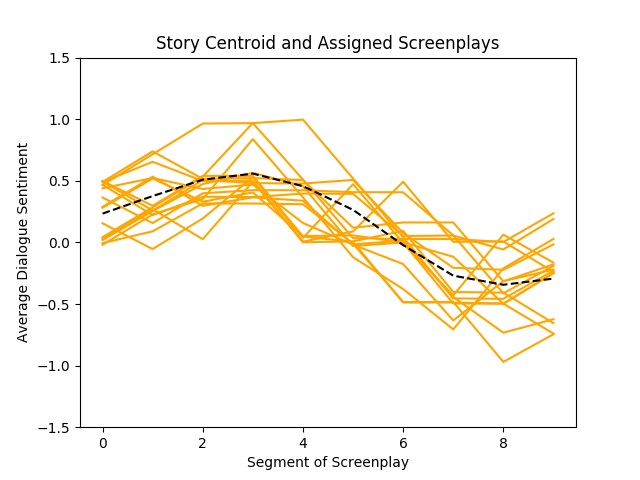 Story Centroid and Assigned Screenplays
1.5
1.0
0.5
0.0
−0.5
−1.0
−1.5
Average Dialogue Sentiment
0 2 4 6 8
Segment of Screenplay